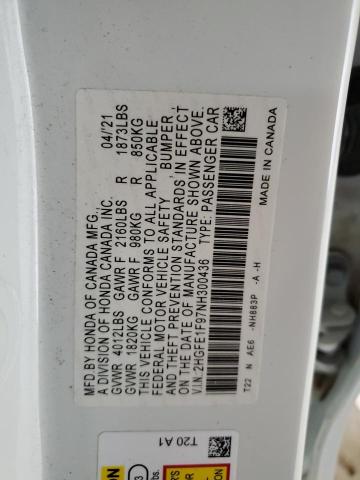 MFD BY HONDA OF CANADA MFG., 04/'21
A DIVISION OF HONDA CANADA INC.
GVWR 4012LBS GAWR F 2160LBS R 1873LBS
GVWR 1820KG GAWR F 980KG R 850KG
THIS VEHICLE CONFORMS TO ALL APPLICABLE
FEDERAL MOTOR VEHICLE SAFETY, BUMPER
AND THEFT PREVENTION STANDARDS IN EFFECT
ON THE DATE OF MANUFACTURE SHOWN ABOVE.
V.I.N: 2HGFE1F97NH300436 TYPE: PASSENGER CAR
T22 N AE6 -NH883P -A -H MADE IN CANADA
T20 A1